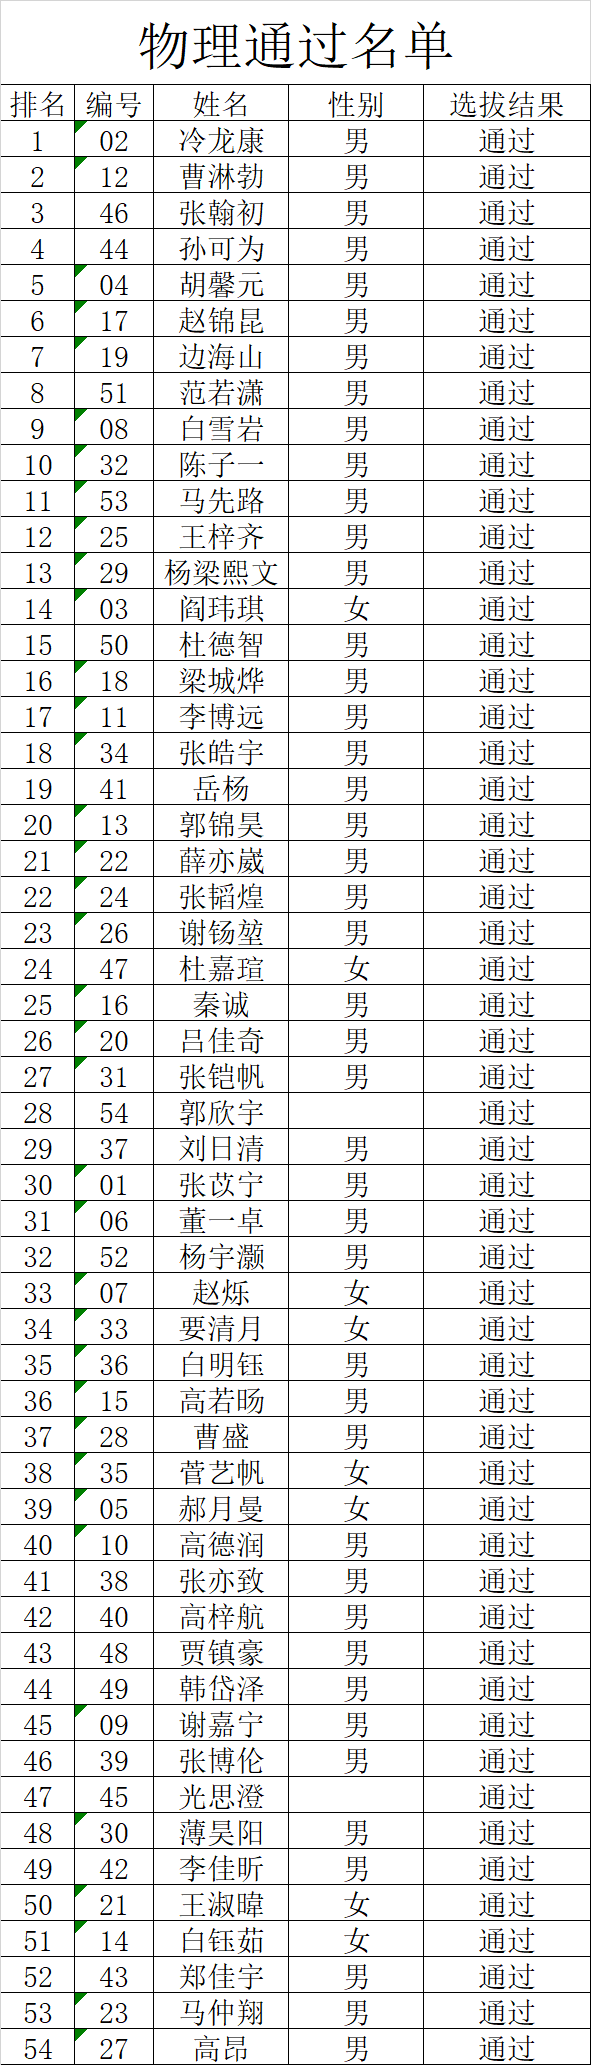 物理通过名单
排名 编号 姓名 性别 选拔结果
1 02 冷龙康 男 通过
2 12 曹淋勃 男 通过
3 46 张翰初 男 通过
4 44 孙可为 男 通过
5 04 胡馨元 男 通过
6 17 赵锦昆 男 通过
7 19 边海山 男 通过
8 51 范若潇 男 通过
9 08 白雪岩 男 通过
10 32 陈子一 男 通过
11 53 马先路 男 通过
12 25 王梓齐 男 通过
13 29 杨梁熙文 男 通过
14 03 阎玮琪 女 通过
15 50 杜德智 男 通过
16 18 梁城烨 男 通过
17 11 李博远 男 通过
18 34 张皓宇 男 通过
19 41 岳杨 男 通过
20 13 郭锦昊 男 通过
21 22 薛亦崴 男 通过
22 24 张韬煌 男 通过
23 26 谢钖堃 男 通过
24 47 杜嘉瑄 女 通过
25 16 秦诚 男 通过
26 20 吕佳奇 男 通过
27 31 张铠帆 男 通过
28 54 郭欣宇 通过
29 37 刘日清 男 通过
30 01 张苡宁 男 通过
31 06 董一卓 男 通过
32 52 杨宇灏 男 通过
33 07 赵烁 女 通过
34 33 要清月 女 通过
35 36 白明钰 男 通过
36 15 高若旸 男 通过
37 28 曹盛 男 通过
38 35 菅艺帆 女 通过
39 05 郝月曼 女 通过
40 10 高德润 男 通过
41 38 张亦致 男 通过
42 40 高梓航 男 通过
43 48 贾镇豪 男 通过
44 49 韩岱泽 男 通过
45 09 谢嘉宁 男 通过
46 39 张博伦 男 通过
47 45 光思澄 通过
48 30 薄昊阳 男 通过
49 42 李佳昕 男 通过
50 21 王淑暐 女 通过
51 14 白钰茹 女 通过
52 43 郑佳宇 男 通过
53 23 马仲翔 男 通过
54 27 高昂 男 通过